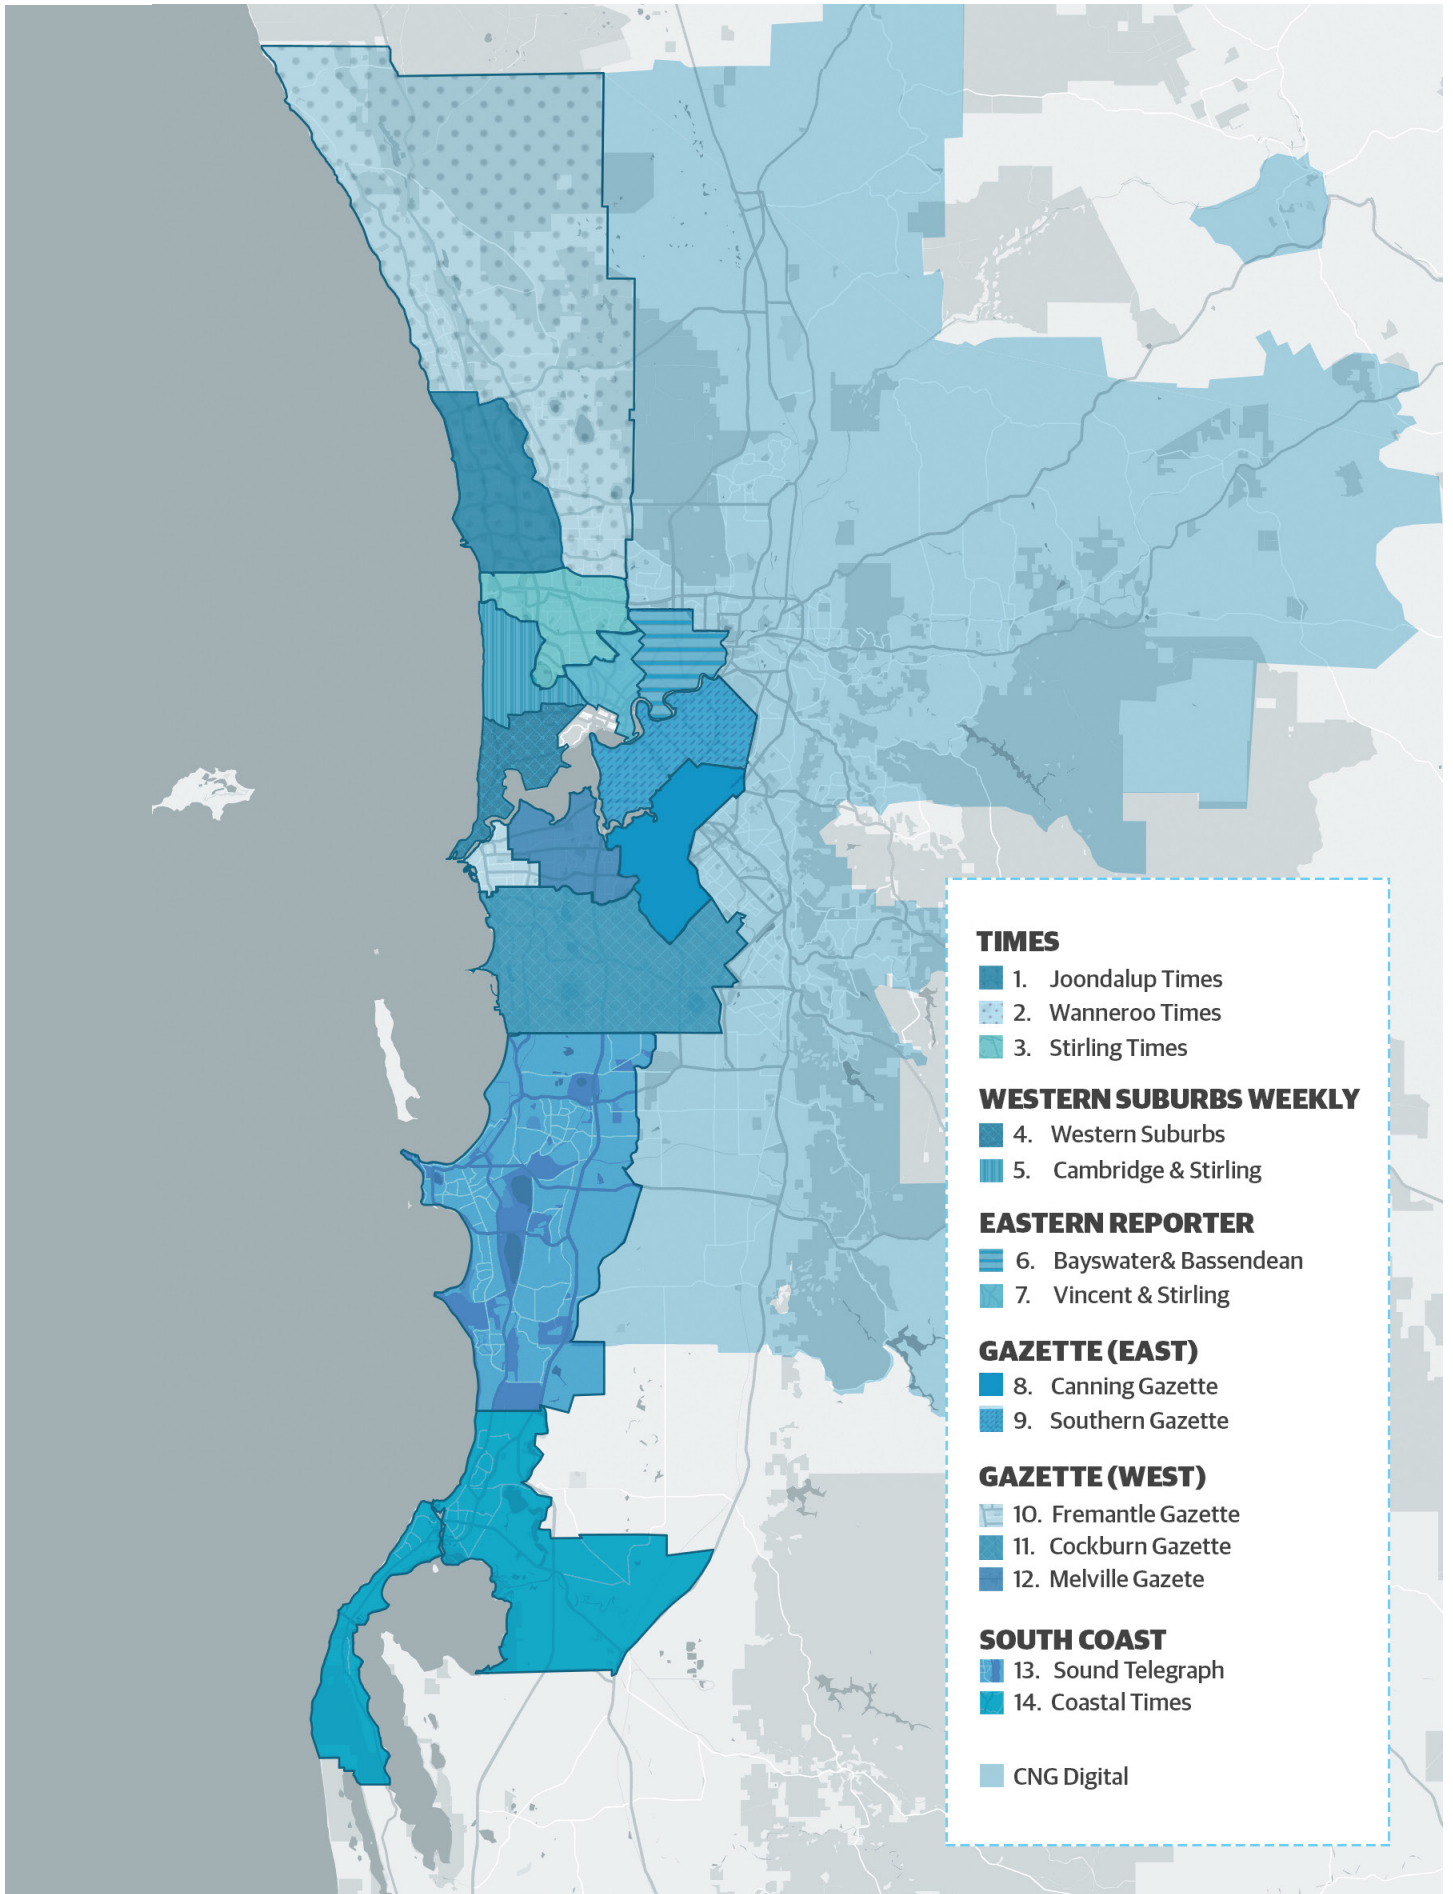 TIMES
1. Joondalup Times
2. Wanneroo Times
3. Stirling Times
WESTERN SUBURBS WEEKLY
4. Western Suburbs
5. Cambridge & Stirling
EASTERN REPORTER
6. Bayswater& Bassendean
7. Vincent & Stirling
GAZETTE (EAST)
8. Canning Gazette
9. Southern Gazette
GAZETTE (WEST)
10. Fremantle Gazette
11. Cockburn Gazette
12. Melville Gazete
SOUTH COAST
13. Sound Telegraph
14. Coastal Times
CNG Digital